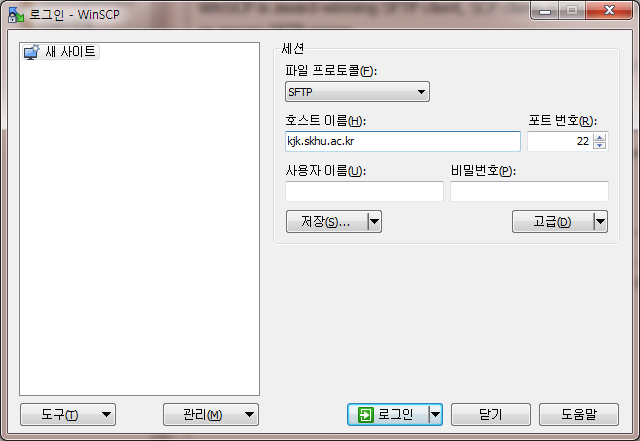 로그인 - WinSCP
새 사이트
세션
파일 프로토콜(F):
SFTP
호스트 이름(H):
포트 번호(R):
kjk.skhu.ac.kr
22
사용자 이름(U):
비밀번호(P):
저장(S)...
고급(D)
도구(T)
관리(M)
로그인
닫기
도움말